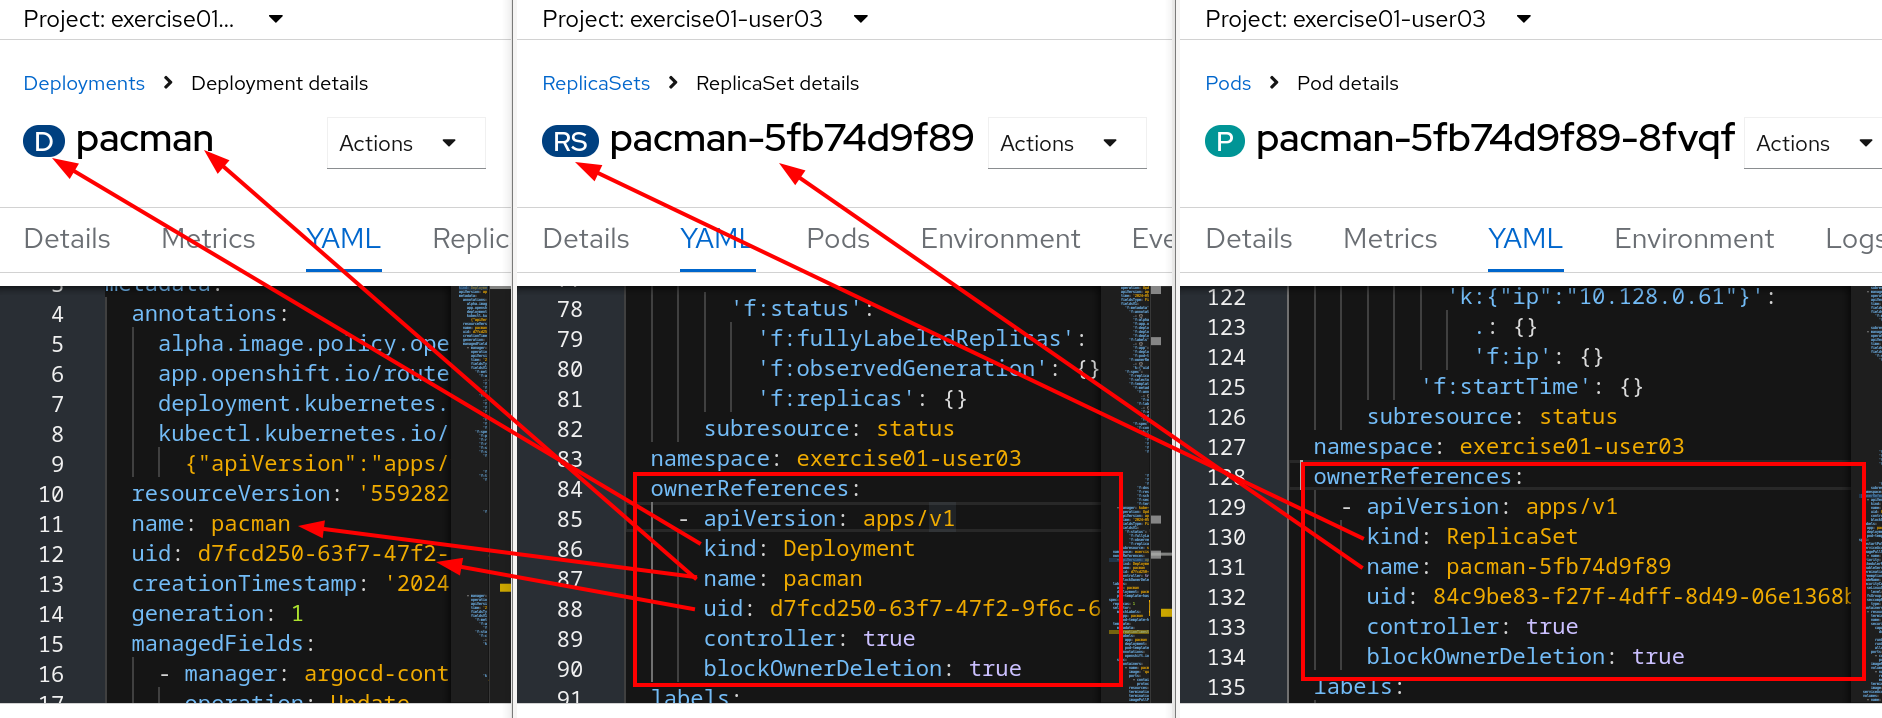 Project: exercise01...
Deployments > Deployment details
D pacman
Actions
Details Metrics YAML Replic
metadata:
4 annotations:
5 alpha.image.policy.ope
6 app.openshift.io/route
7 deployment.kubernetes.
8 kubectl.kubernetes.io/
9 {"apiVersion":"apps/
10 resourceVersion: '559282
11 name: pacman
12 uid: d7fcd250-63f7-47f2-
13 creationTimestamp: '2024
14 generation: 1
15 managedFields:
16 - manager: argocd-cont
17 operation: Update
Project: exercise01-user03
ReplicaSets > ReplicaSet details
RS pacman-5fb74d9f89
Actions
Details YAML Pods Environment Eve
78 'f:status':
79 'f:fullyLabeledReplicas':
80 'f:observedGeneration': {}
81 'f:replicas': {}
82 subresource: status
83 namespace: exercise01-user03
84 ownerReferences:
85 - apiVersion: apps/v1
86 kind: Deployment
87 name: pacman
88 uid: d7fcd250-63f7-47f2-9f6c-6
89 controller: true
90 blockOwnerDeletion: true
91 labels:
Project: exercise01-user03
Pods > Pod details
P pacman-5fb74d9f89-8fvqf
Actions
Details Metrics YAML Environment Logs
122 'k:{"ip":"10.128.0.61"}':
123 .: {}
124 'f:ip': {}
125 'f:startTime': {}
126 subresource: status
127 namespace: exercise01-user03
128 ownerReferences:
129 - apiVersion: apps/v1
130 kind: ReplicaSet
131 name: pacman-5fb74d9f89
132 uid: 84c9be83-f27f-4dff-8d49-06e1368b
133 controller: true
134 blockOwnerDeletion: true
135 labels: